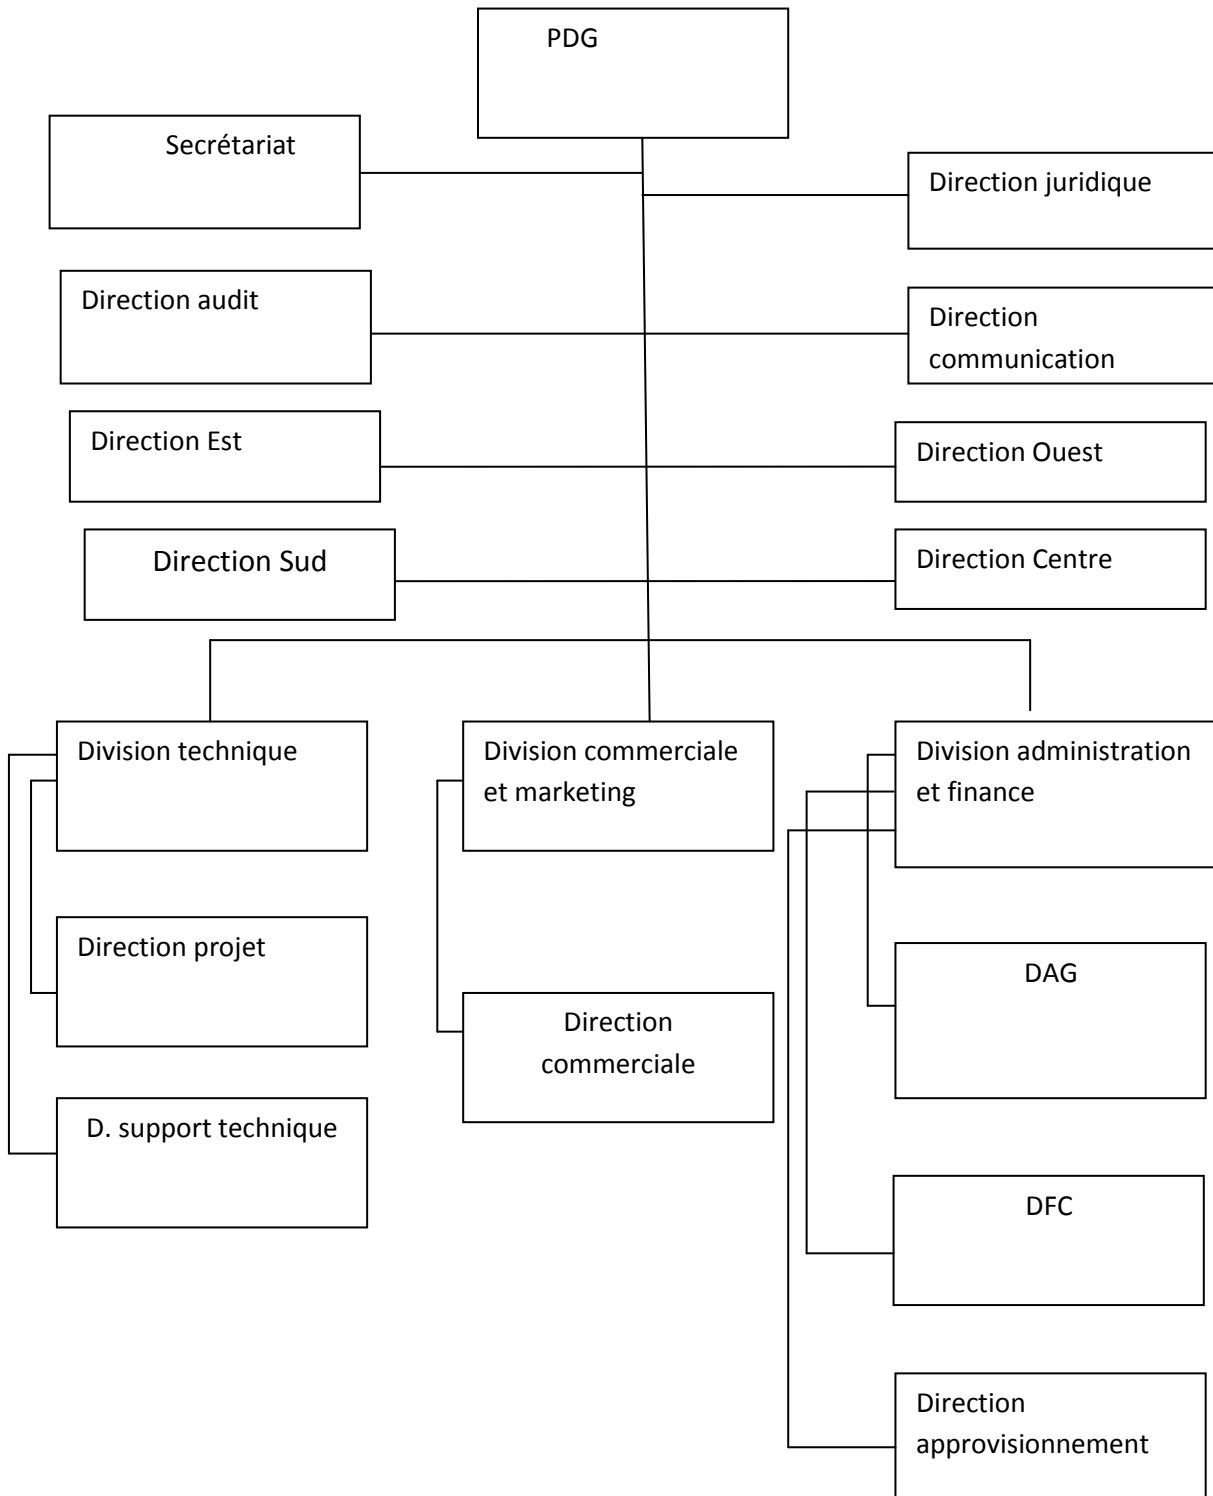 PDG
Secrétariat
Direction juridique
Direction audit
Direction
communication
Direction Est
Direction Ouest
Direction Sud
Direction Centre
Division technique
Division commerciale
et marketing
Division administration
et finance
Direction projet
DAG
Direction
commerciale
D. support technique
DFC
Direction
approvisionnement